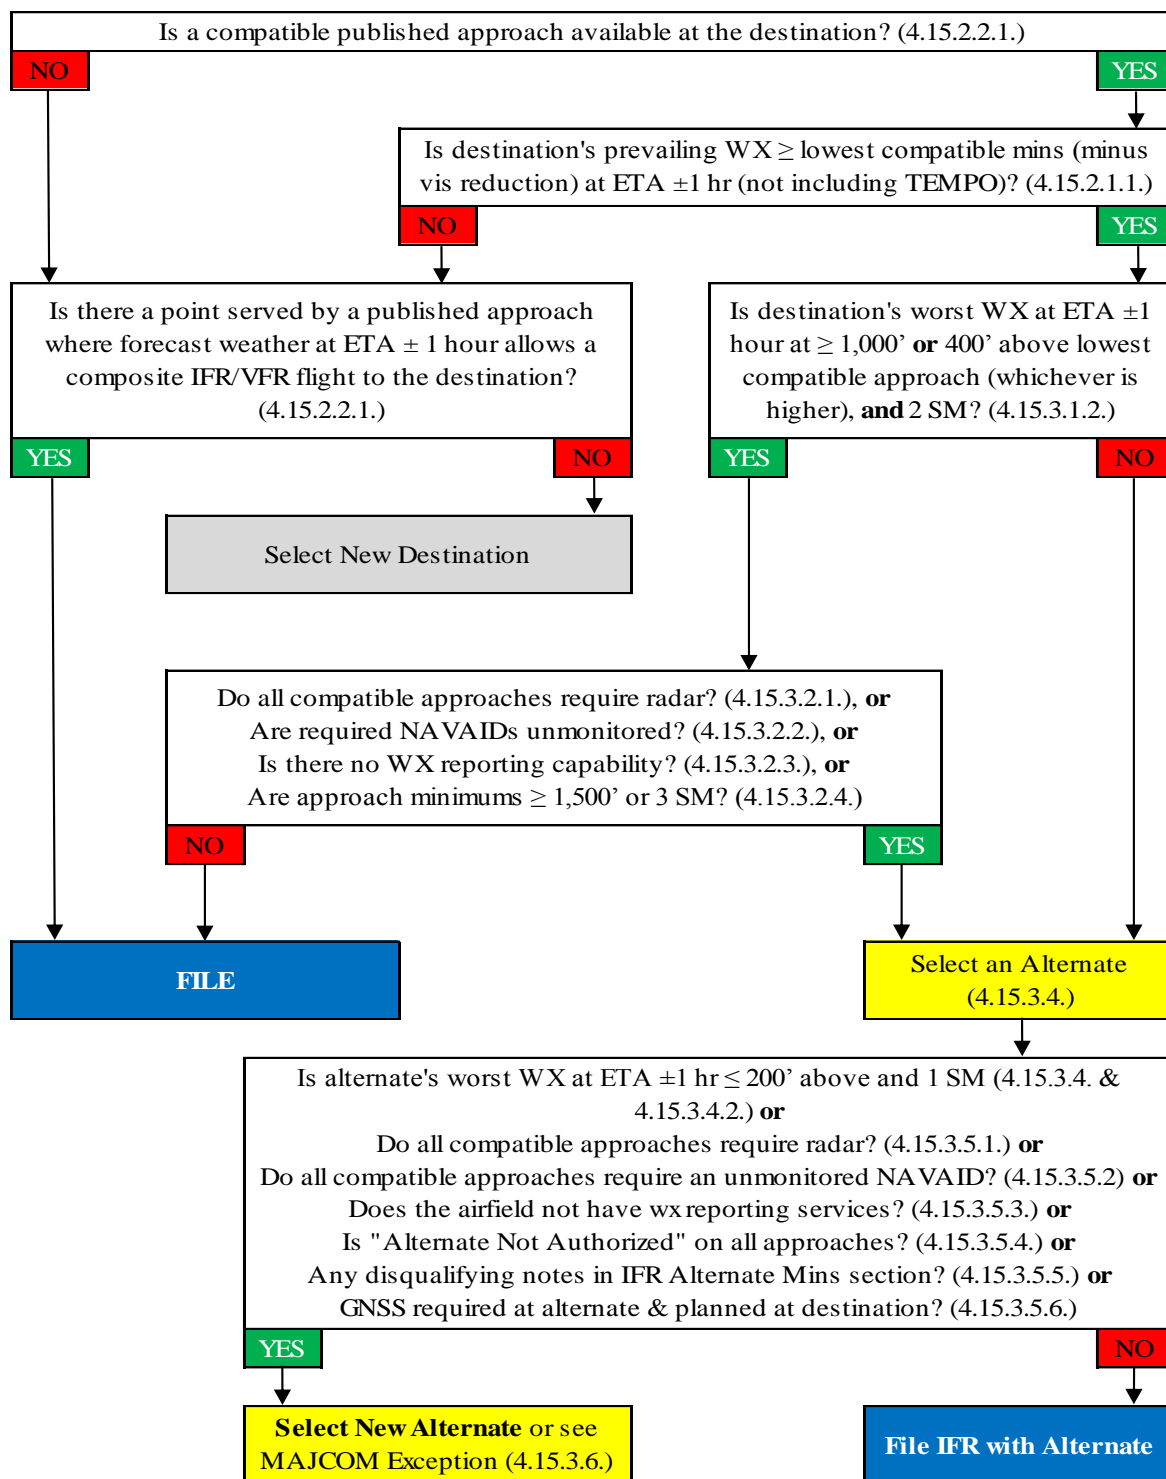 Is a compatible published approach available at the destination? (4.15.2.2.1.)
NO
YES
Is destination's prevailing WX ≥ lowest compatible mins (minus
vis reduction) at ETA ±1 hr (not including TEMPO)? (4.15.2.1.1.)
NO
YES
Is there a point served by a published approach
where forecast weather at ETA ± 1 hour allows a
composite IFR/VFR flight to the destination?
(4.15.2.2.1.)
YES
NO
Is destination's worst WX at ETA ±1
hour at ≥ 1,000’ or 400’ above lowest
compatible approach (whichever is
higher), and 2 SM? (4.15.3.1.2.)
YES
NO
Select New Destination
Do all compatible approaches require radar? (4.15.3.2.1.), or
Are required NAVAIDs unmonitored? (4.15.3.2.2.), or
Is there no WX reporting capability? (4.15.3.2.3.), or
Are approach minimums ≥ 1,500’ or 3 SM? (4.15.3.2.4.)
NO
YES
FILE
Select an Alternate
(4.15.3.4.)
Is alternate's worst WX at ETA ±1 hr ≤ 200’ above and 1 SM (4.15.3.4. &
4.15.3.4.2.) or
Do all compatible approaches require radar? (4.15.3.5.1.) or
Do all compatible approaches require an unmonitored NAVAID? (4.15.3.5.2) or
Does the airfield not have wx reporting services? (4.15.3.5.3.) or
Is "Alternate Not Authorized" on all approaches? (4.15.3.5.4.) or
Any disqualifying notes in IFR Alternate Mins section? (4.15.3.5.5.) or
GNSS required at alternate & planned at destination? (4.15.3.5.6.)
YES
NO
Select New Alternate or see
MAJCOM Exception (4.15.3.6.)
File IFR with Alternate